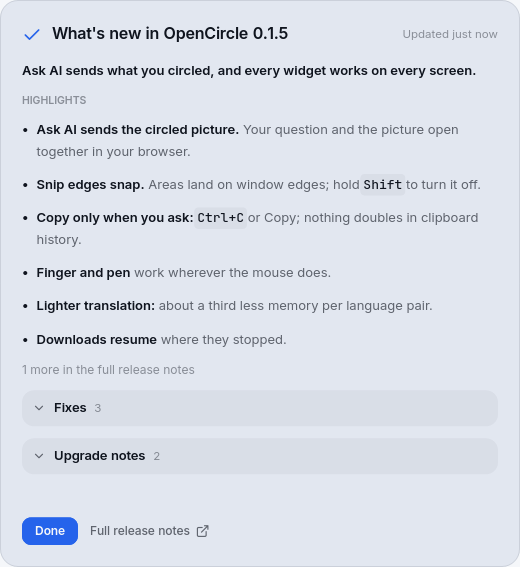 What's new in OpenCircle 0.1.5
Updated just now
Ask AI sends what you circled, and every widget works on every screen.
HIGHLIGHTS
• Ask AI sends the circled picture. Your question and the picture open
together in your browser.
• Snip edges snap. Areas land on window edges; hold Shift to turn it off.
• Copy only when you ask: Ctrl+C or Copy; nothing doubles in clipboard
history.
• Finger and pen work wherever the mouse does.
• Lighter translation: about a third less memory per language pair.
• Downloads resume where they stopped.
1 more in the full release notes
Fixes 3
Upgrade notes 2
Done
Full release notes